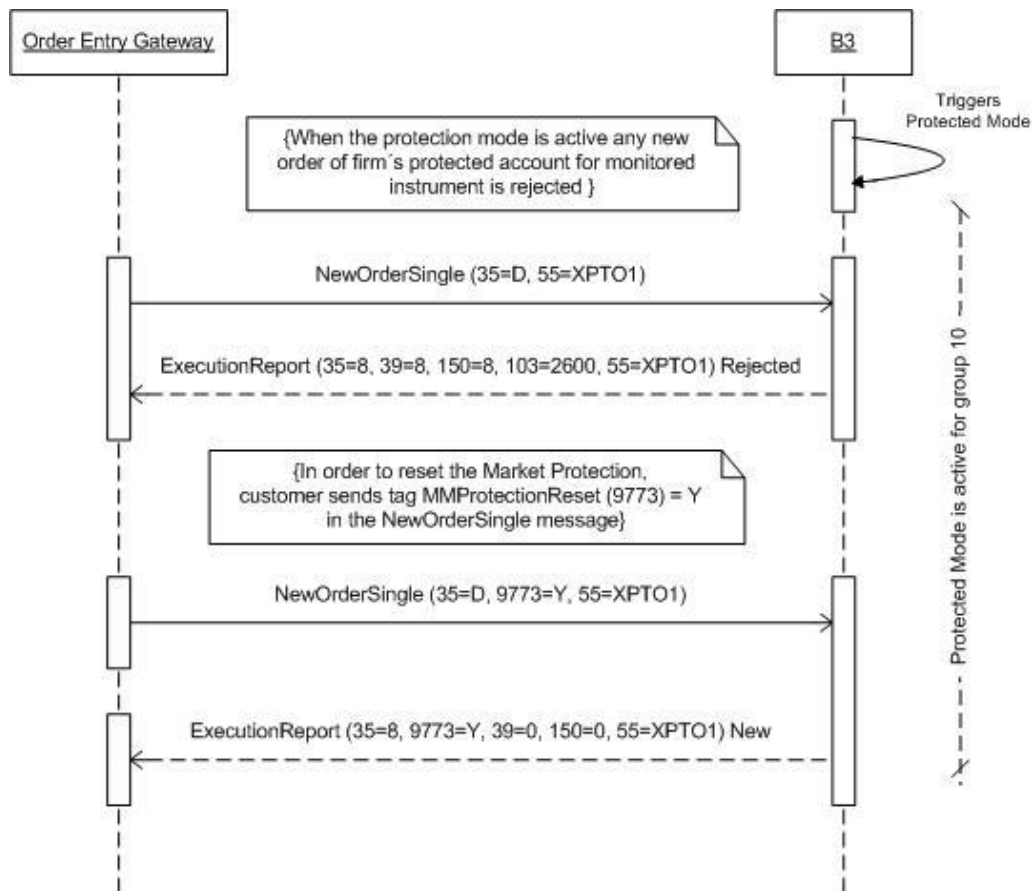 Order Entry Gateway
B3
Triggers
Protected Mode
{When the protection mode is active any new
order of firm´s protected account for monitored
instrument is rejected }
NewOrderSingle (35=D, 55=XPTO1)
ExecutionReport (35=8, 39=8, 150=8, 103=2600, 55=XPTO1) Rejected
{In order to reset the Market Protection,
customer sends tag MMProtectionReset (9773) = Y
in the NewOrderSingle message}
NewOrderSingle (35=D, 9773=Y, 55=XPTO1)
ExecutionReport (35=8, 9773=Y, 39=0, 150=0, 55=XPTO1) New
Protected Mode is active for group 10